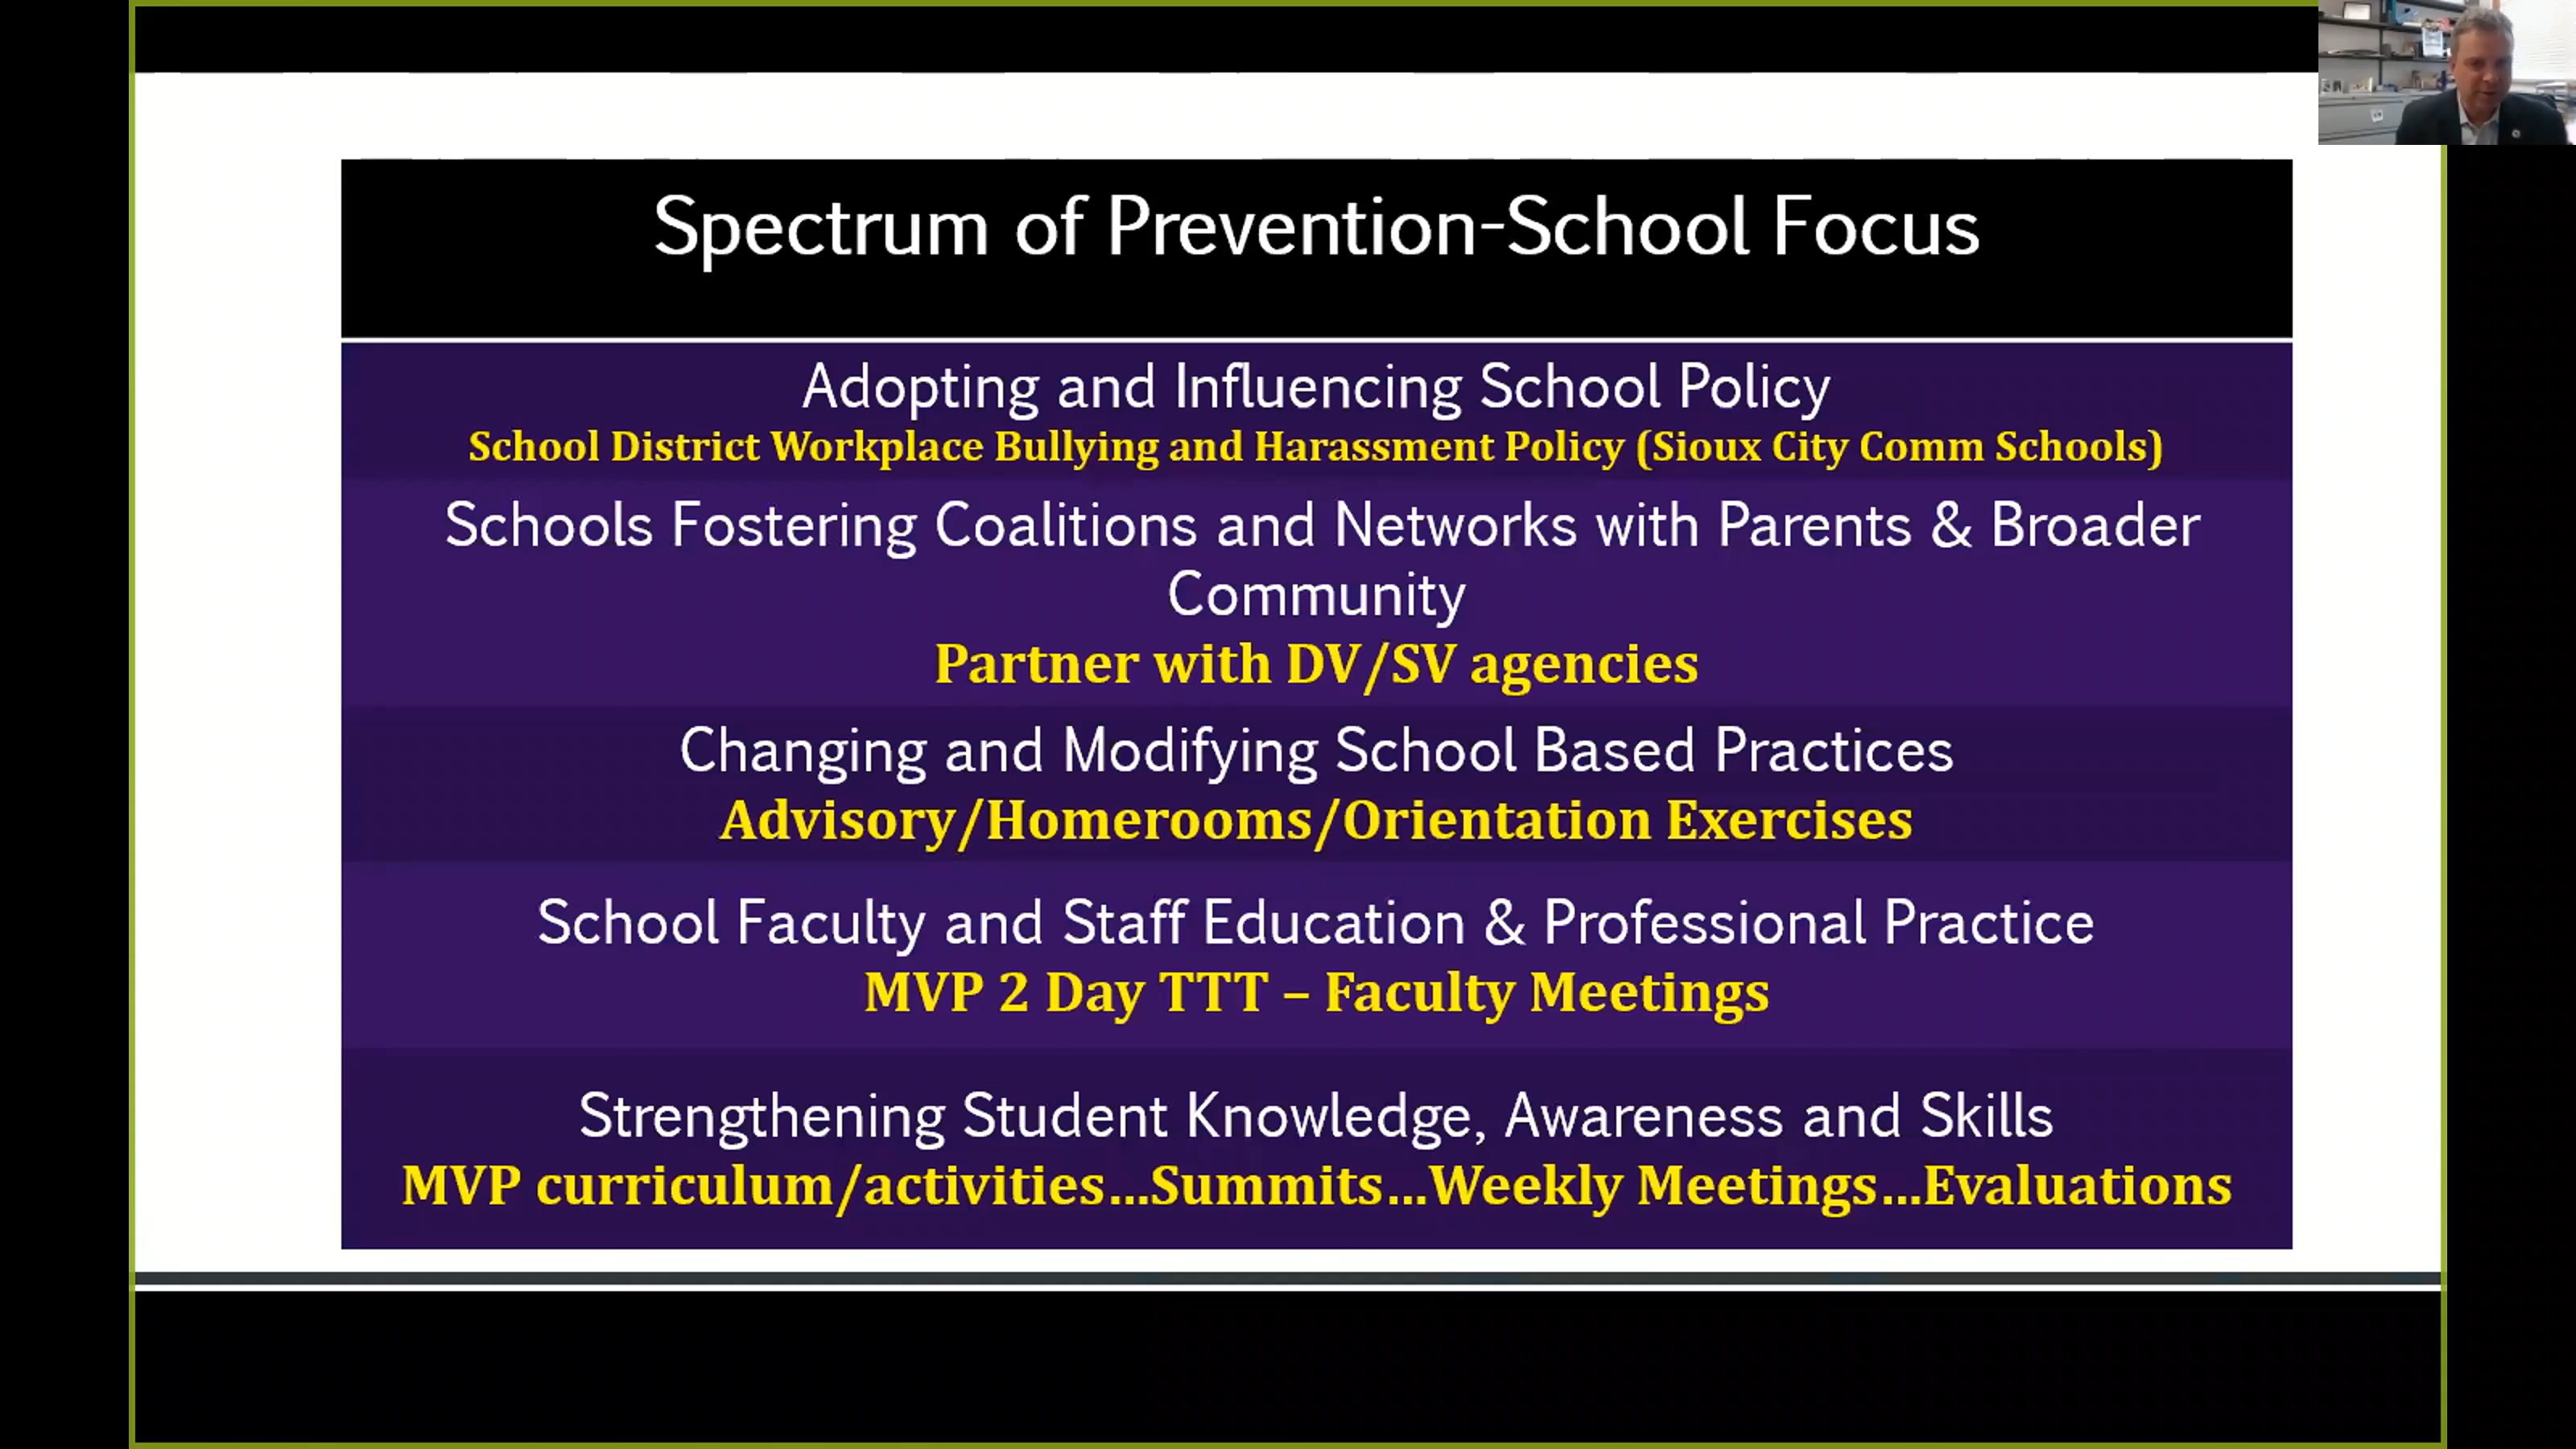 Spectrum of Prevention-School Focus
Adopting and Influencing School Policy
School District Workplace Bullying and Harassment Policy (Sioux City Comm Schools)
Schools Fostering Coalitions and Networks with Parents & Broader
Community
Partner with DV/SV agencies
Changing and Modifying School Based Practices
Advisory/Homerooms/Orientation Exercises
School Faculty and Staff Education & Professional Practice
MVP 2 Day TTT – Faculty Meetings
Strengthening Student Knowledge, Awareness and Skills
MVP curriculum/activities…Summits…Weekly Meetings…Evaluations